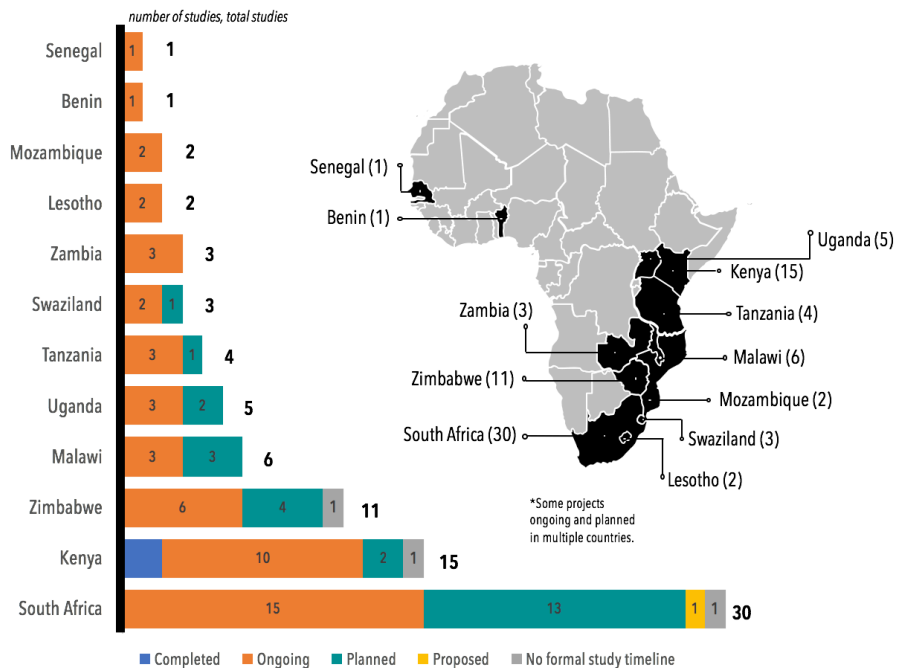 number of studies, total studies
Senegal 1 1
Benin 1 1
Mozambique 2 2
Lesotho 2 2
Zambia 3 3
Swaziland 2 1 3
Tanzania 3 1 4
Uganda 3 2 5
Malawi 3 3 6
Zimbabwe 6 4 1 11
Kenya 10 2 1 15
South Africa 15 13 1 1 30
Completed Ongoing Planned Proposed No formal study timeline
Senegal (1)
Benin (1)
Uganda (5)
Kenya (15)
Zambia (3)
Tanzania (4)
Malawi (6)
Zimbabwe (11)
Mozambique (2)
South Africa (30)
Swaziland (3)
Lesotho (2)
*Some projects
ongoing and planned
in multiple countries.